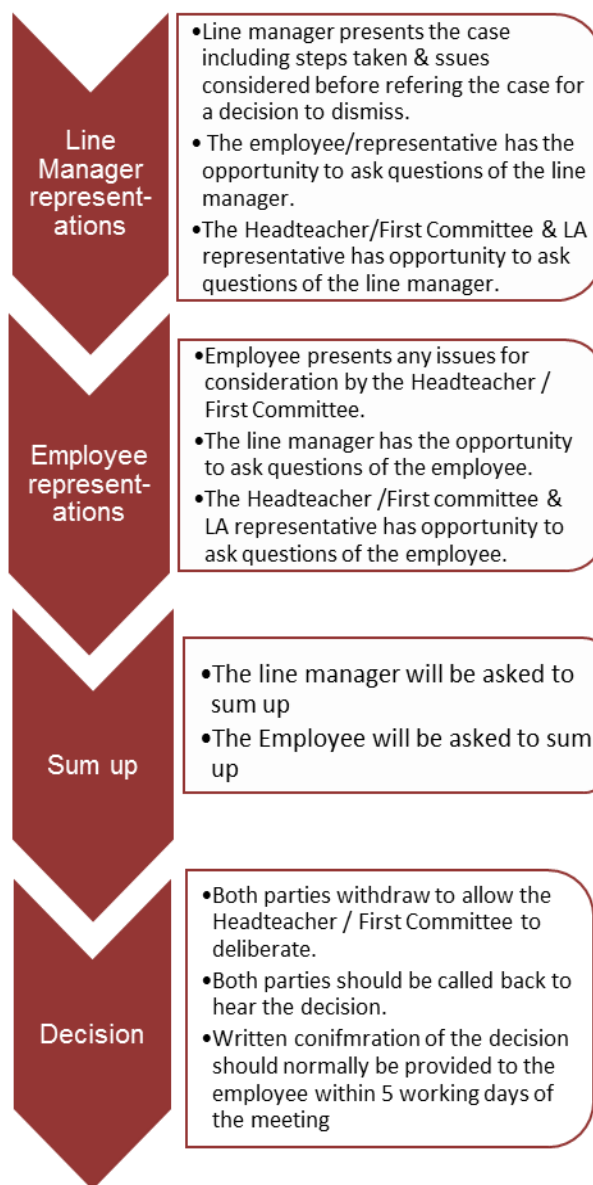 Line
Manager
represent-
ations
•Line manager presents the case
including steps taken & ssues
considered before refering the case for
a decision to dismiss.
• The employee/representative has the
opportunity to ask questions of the line
manager.
•The Headteacher/First Committee & LA
representative has opportunity to ask
questions of the line manager.
Employee
represent-
ations
•Employee presents any issues for
consideration by the Headteacher /
First Committee.
•The line manager has the opportunity
to ask questions of the employee.
•The Headteacher /First committee &
LA representative has opportunity to
ask questions of the employee.
Sum up
•The line manager will be asked to
sum up
•The Employee will be asked to sum
up
Decision
•Both parties withdraw to allow the
Headteacher / First Committee to
deliberate.
•Both parties should be called back to
hear the decision.
•Written conifmration of the decision
should normally be provided to the
employee within 5 working days of
the meeting